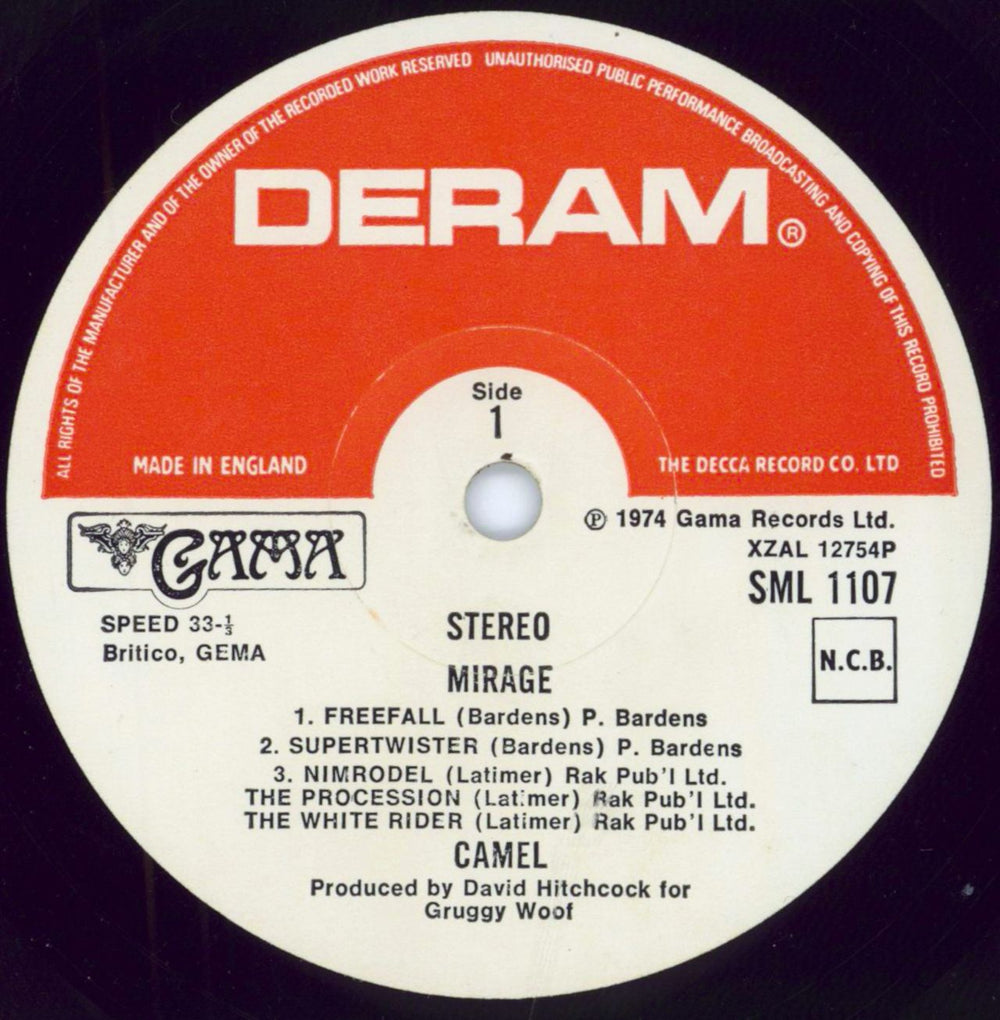 ALL RIGHTS OF THE MANUFACTURER AND OF THE OWNER OF THE RECORDED WORK RESERVED UNAUTHORISED PUBLIC PERFORMANCE BROADCASTING AND COPYING OF THIS RECORD PROHIBITED
DERAM®
Side
1
MADE IN ENGLAND
THE DECCA RECORD CO. LTD
GAMA
℗ 1974 Gama Records Ltd.
XZAL 12754P
SML 1107
SPEED 33-⅓
Britico, GEMA
N.C.B.
STEREO
MIRAGE
1. FREEFALL (Bardens) P. Bardens
2. SUPERTWISTER (Bardens) P. Bardens
3. NIMRODEL (Latimer) Rak Pub'l Ltd.
THE PROCESSION (Latimer) Rak Pub'l Ltd.
THE WHITE RIDER (Latimer) Rak Pub'l Ltd.
CAMEL
Produced by David Hitchcock for
Gruggy Woof